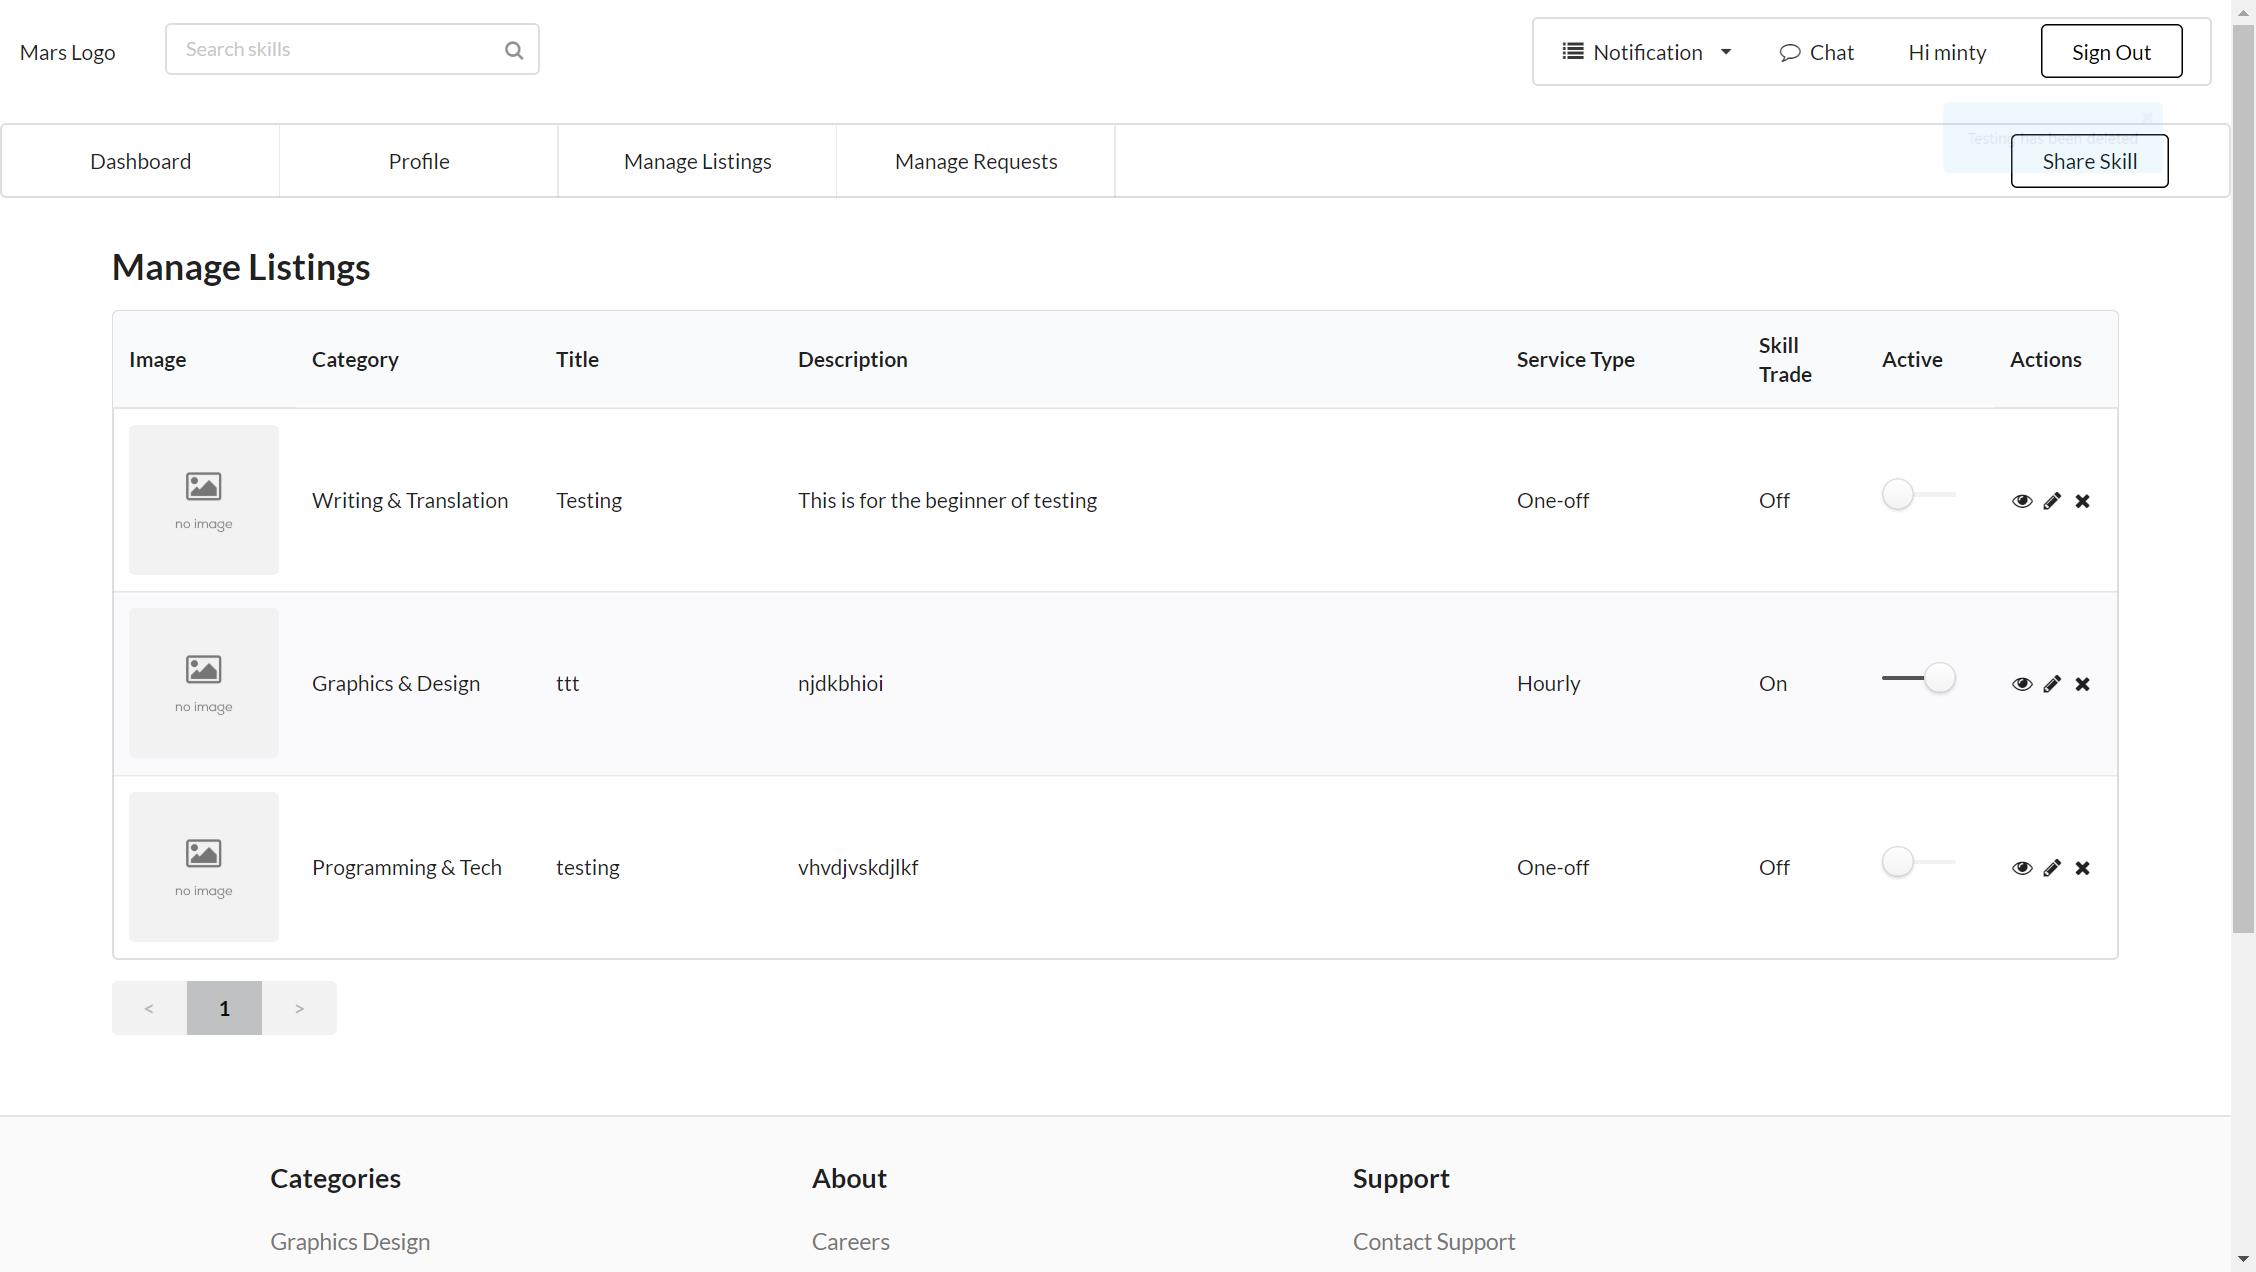 Mars Logo
Search skills
Notification
Chat
Hi minty
Sign Out
Testing has been deleted
Dashboard
Profile
Manage Listings
Manage Requests
Share Skill
Manage Listings
Image Category Title Description Service Type Skill Trade Active Actions
no image
Writing & Translation Testing This is for the beginner of testing One-off Off
no image
Graphics & Design ttt njdkbhioi Hourly On
no image
Programming & Tech testing vhvdjvskdjlkf One-off Off
< 1 >
Categories About Support
Graphics Design Careers Contact Support